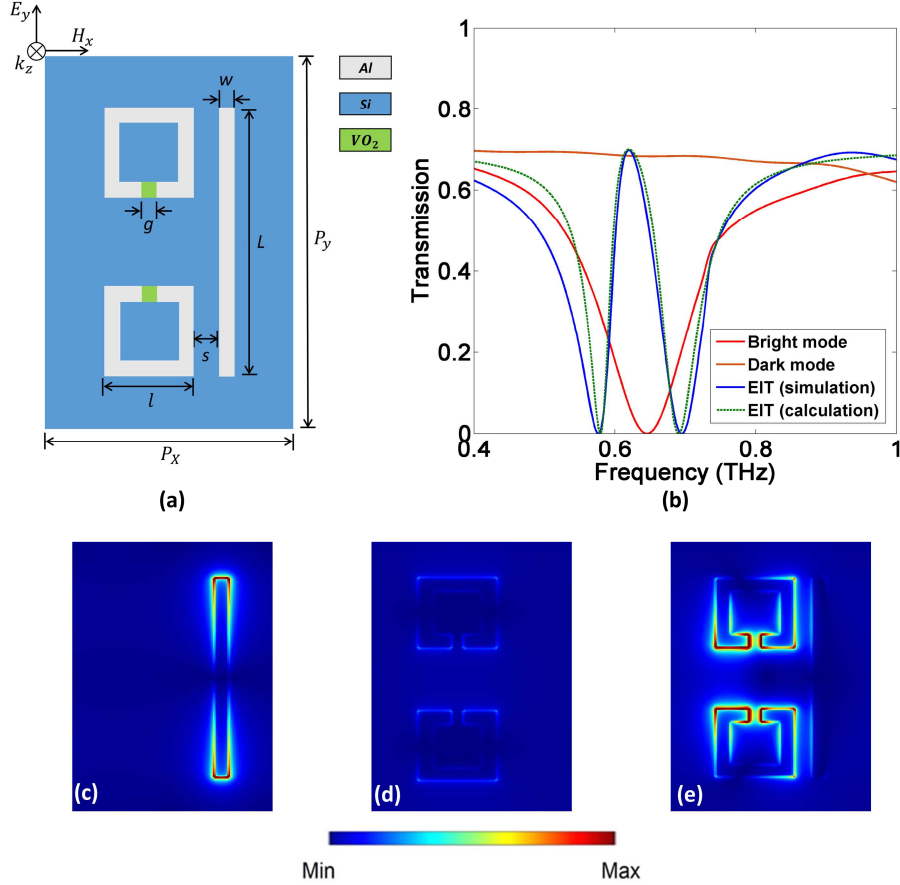 E_y
H_x
k_z
w
Al
Si
VO_2
g
L
P_y
s
l
P_X
(a)
1
0.8
0.6
0.4
0.2
0
Transmission
Bright mode
Dark mode
EIT (simulation)
EIT (calculation)
0.4
0.6
0.8
1
Frequency (THz)
(b)
(c)
(d)
(e)
Min
Max